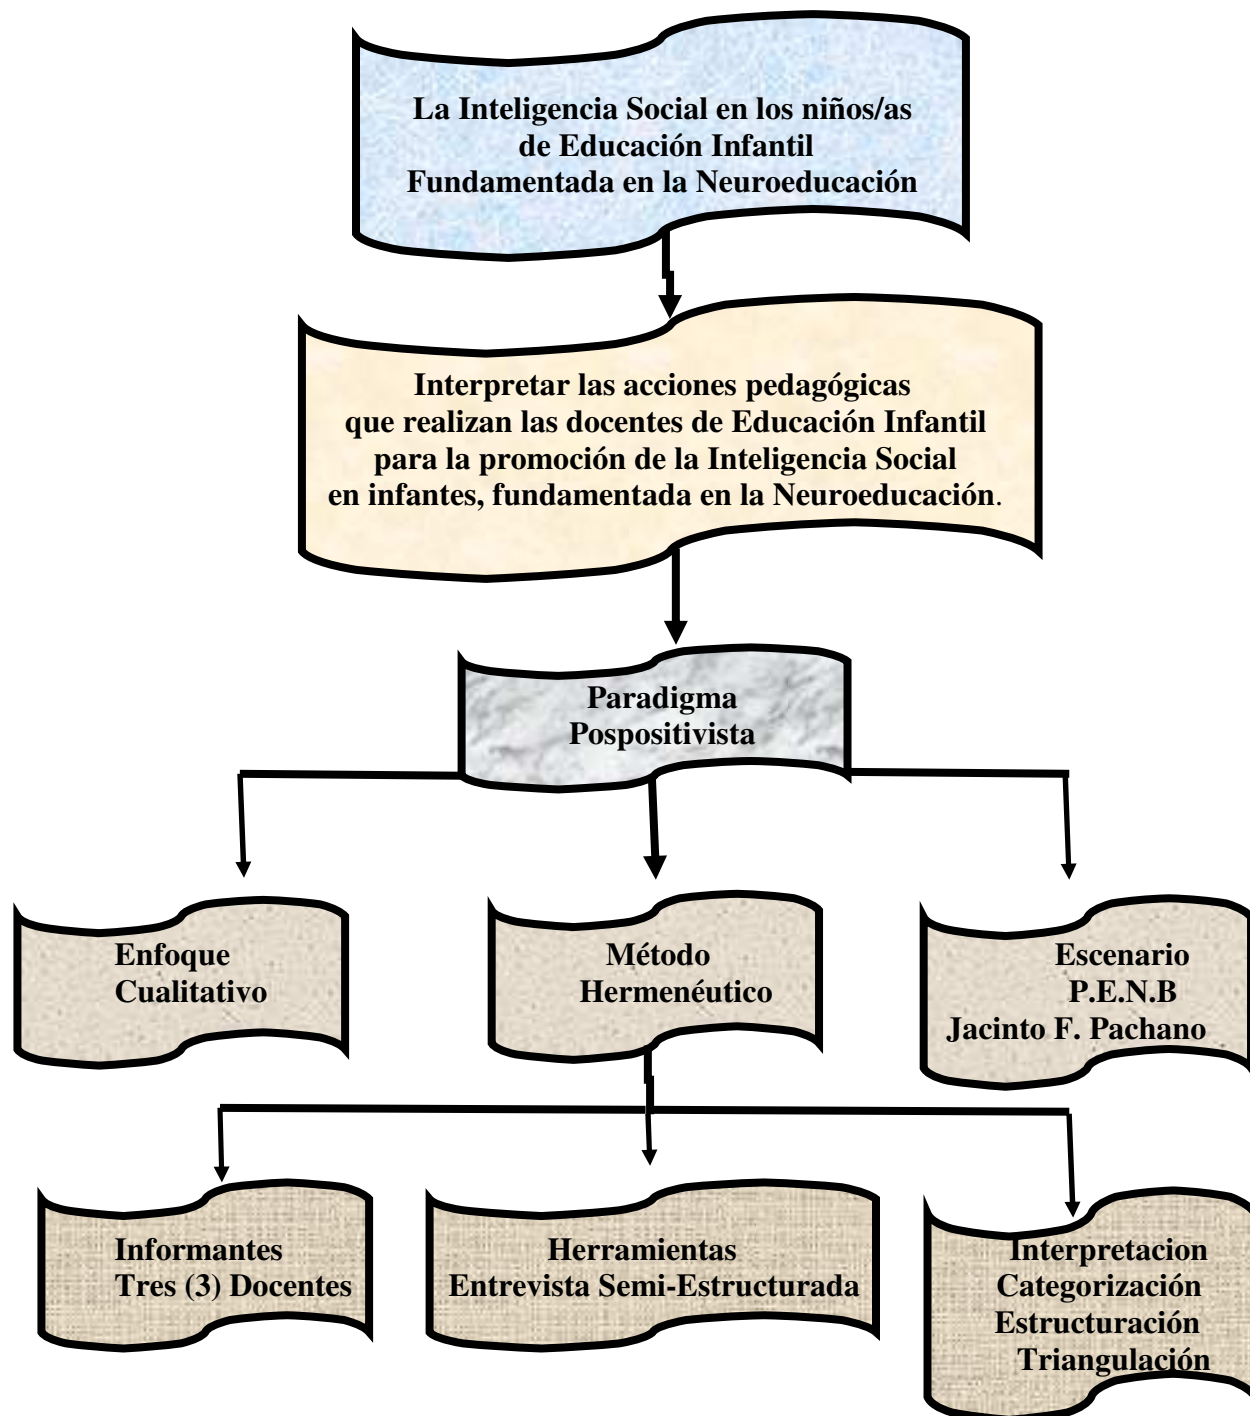 La Inteligencia Social en los niños/as
de Educación Infantil
Fundamentada en la Neuroeducación
Interpretar las acciones pedagógicas
que realizan las docentes de Educación Infantil
para la promoción de la Inteligencia Social
en infantes, fundamentada en la Neuroeducación.
Paradigma
Pospositivista
Enfoque
Cualitativo
Método
Hermenéutico
Escenario
P.E.N.B
Jacinto F. Pachano
Informantes
Tres (3) Docentes
Herramientas
Entrevista Semi-Estructurada
Interpretacion
Categorización
Estructuración
Triangulación